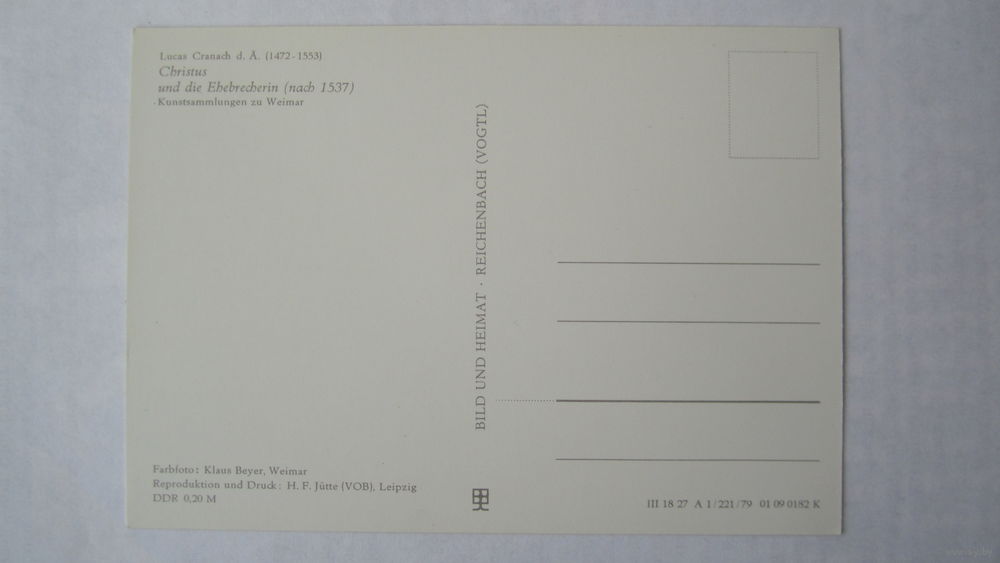 Lucas Cranach d. Ä. (1472-1553)
Christus
und die Ehebrecherin (nach 1537)
Kunstsammlungen zu Weimar
BILD UND HEIMAT · REICHENBACH (VOGTL)
Farbfoto: Klaus Beyer, Weimar
Reproduktion und Druck: H. F. Jütte (VOB), Leipzig
DDR 0,20 M
III 18 27 A 1/221/79 01 09 0182 K